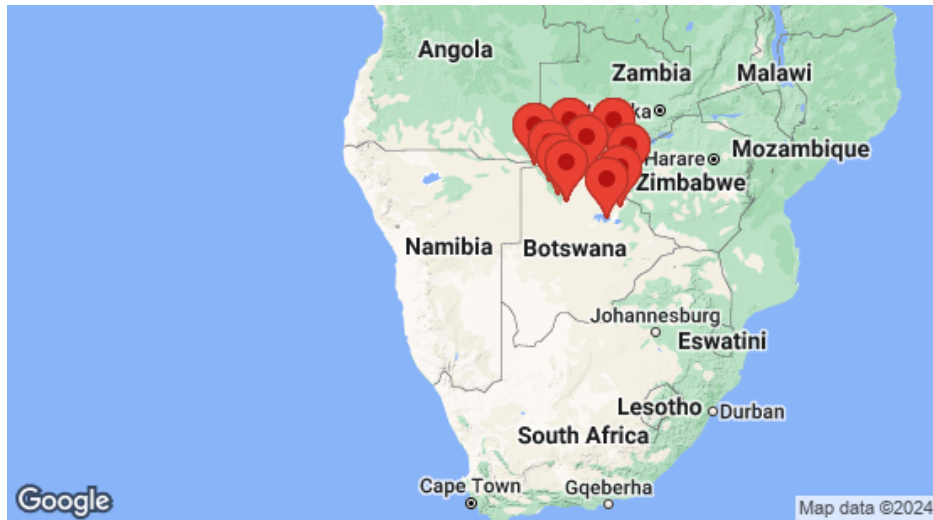 Angola
Zambia
Malawi
Harare
Mozambique
Zimbabwe
Namibia
Botswana
Johannesburg
Eswatini
Lesotho
Durban
South Africa
Cape Town
Gqeberha
Google
Map data ©2024